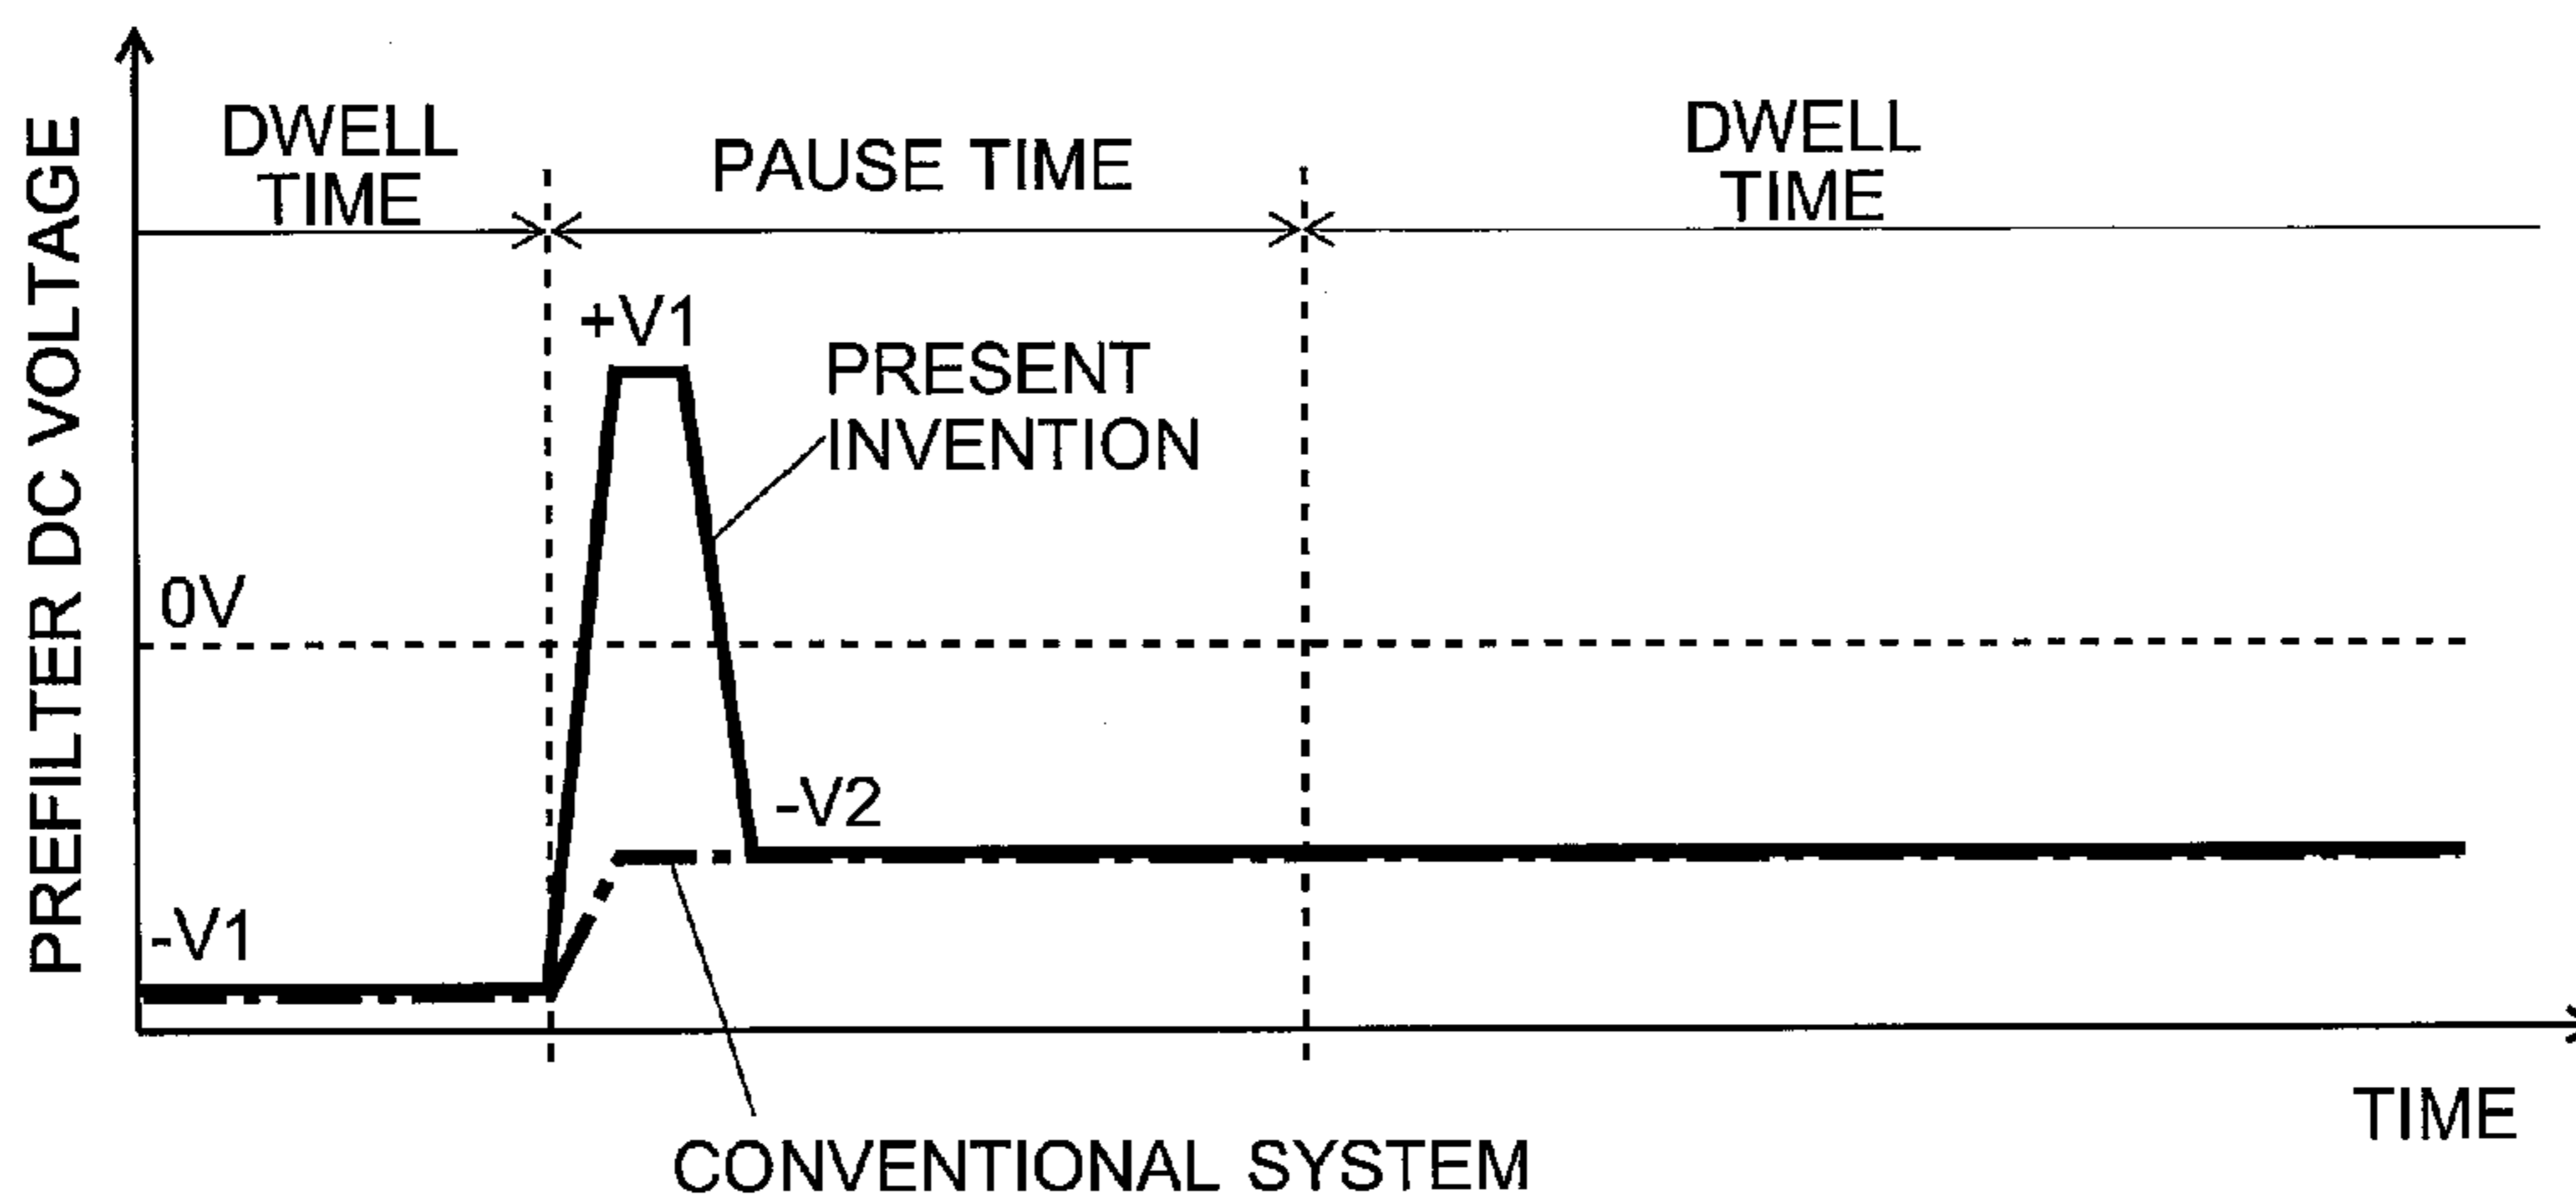 PREFILTER DC VOLTAGE
DWELL
TIME
PAUSE TIME
DWELL
TIME
+V1
PRESENT
INVENTION
0V
-V2
-V1
TIME
CONVENTIONAL SYSTEM